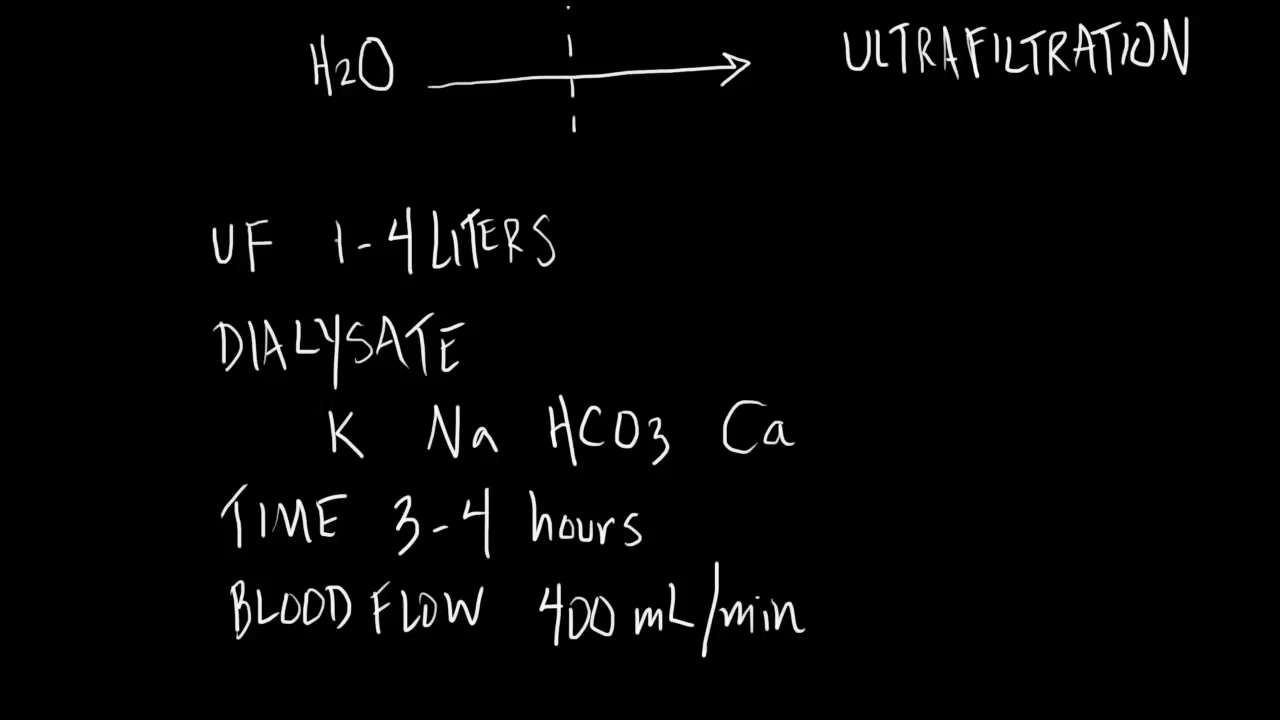 H2O ULTRAFILTRATION
UF 1-4 LITERS
DIALYSATE
K Na HCO3 Ca
TIME 3-4 hours
BLOOD FLOW 400 mL/min